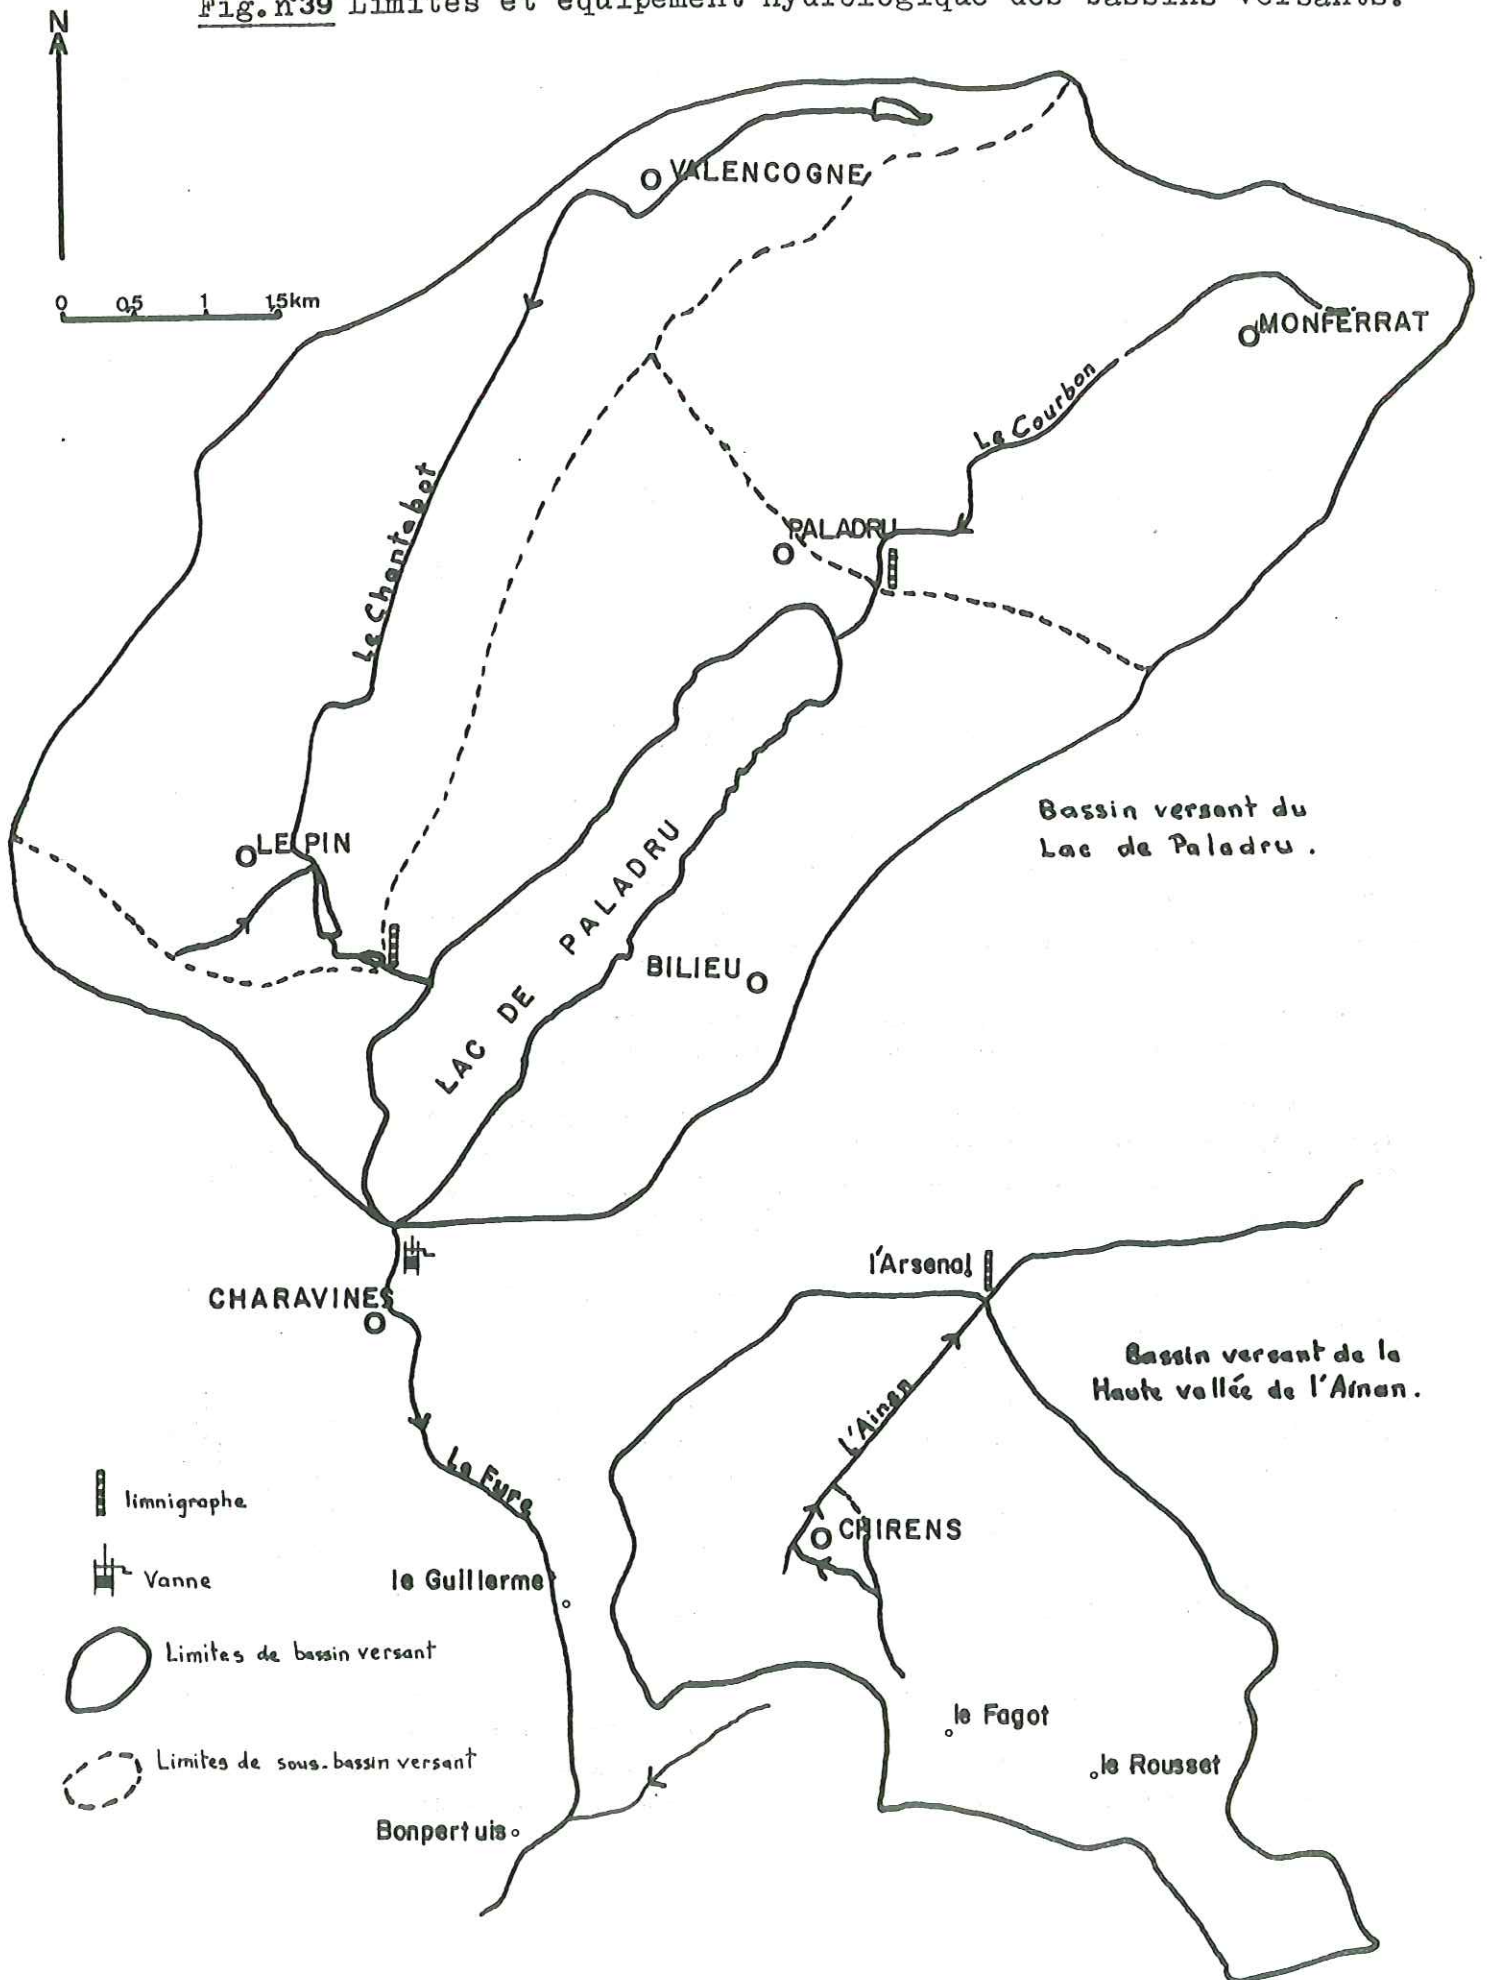 Fig. n°39 Limites et équipement hydrologique des bassins versants.
N
0 0,5 1 1,5km
VALENCOGNE
MONFERRAT
Le Courbon
Le Chantabot
PALADRU
Bassin versant du
Lac de Paladru.
LE PIN
LAC DE PALADRU
BILIEU
l'Arsenal
CHARAVINES
Bassin versant de la
Haute vallée de l'Ainan.
L'Ainan
La Fure
limnigraphe
CHIRENS
Vanne
le Guillerme
Limites de bassin versant
le Fagot
Limites de sous-bassin versant
le Rousset
Bonpertuis